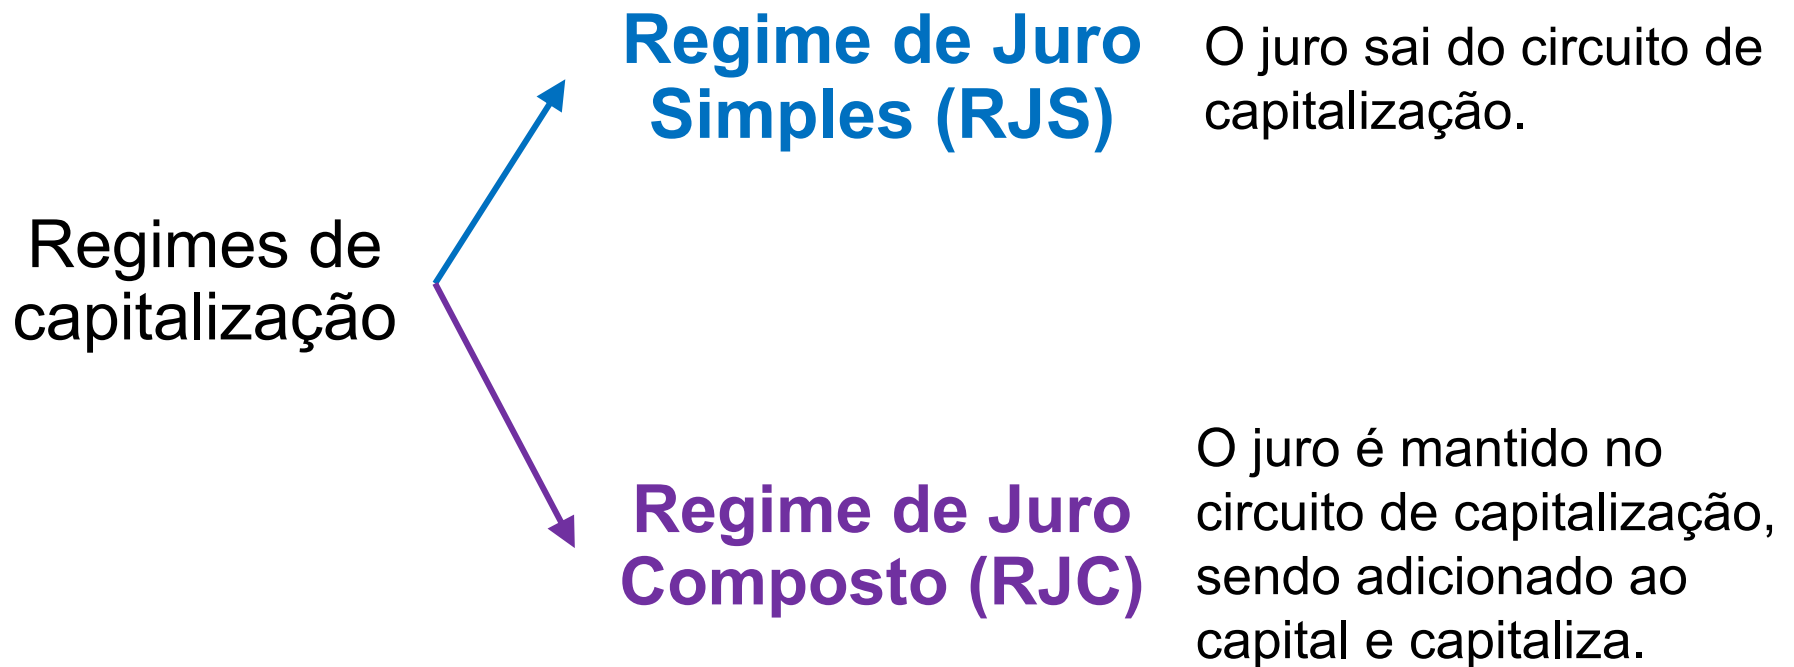 Regimes de
capitalização
Regime de Juro
Simples (RJS)
O juro sai do circuito de
capitalização.
Regime de Juro
Composto (RJC)
O juro é mantido no
circuito de capitalização,
sendo adicionado ao
capital e capitaliza.